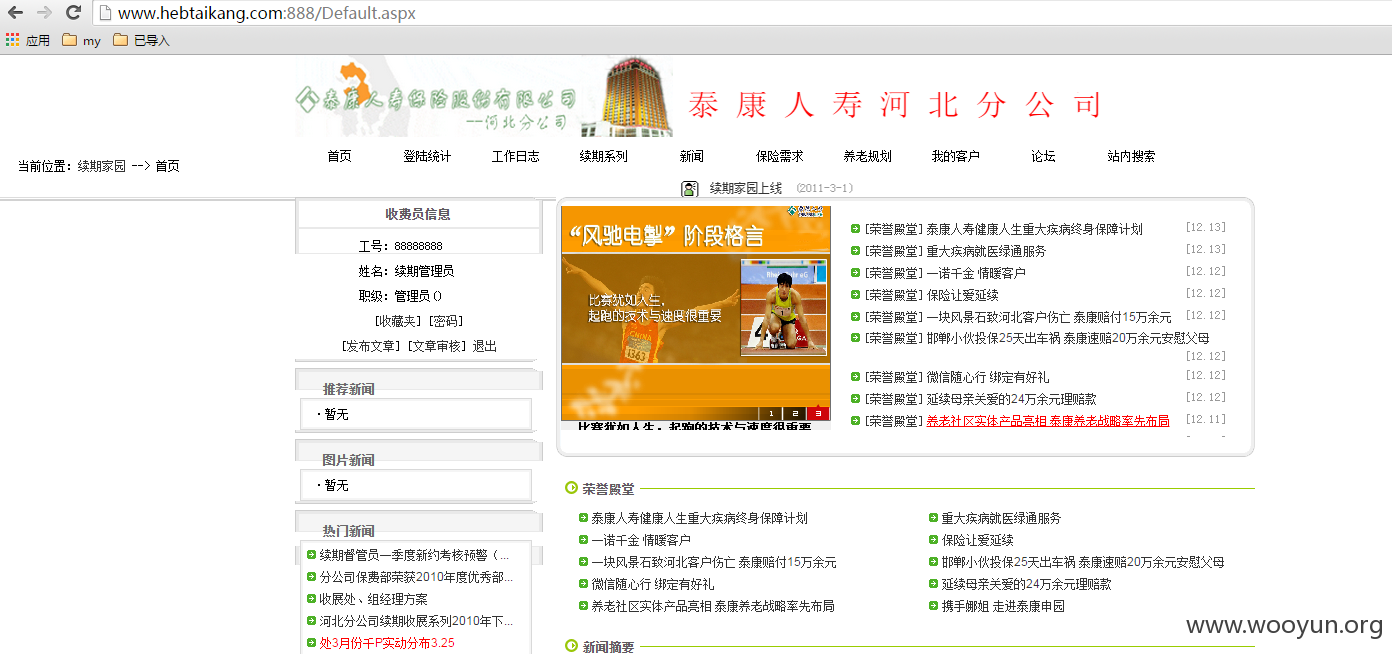 www.hebtaikang.com:888/Default.aspx
应用 my 已导入
泰康人寿保险股份有限公司
--河北分公司
泰康人寿河北分公司
首页 登陆统计 工作日志 续期系列 新闻 保险需求 养老规划 我的客户 论坛 站内搜索
当前位置：续期家园 --> 首页
续期家园上线 (2011-3-1)
收费员信息
工号：88888888
姓名：续期管理员
职级：管理员()
[收藏夹] [密码]
[发布文章] [文章审核] 退出
推荐新闻
·暂无
图片新闻
·暂无
热门新闻
续期督管员一季度新约考核预警（...
分公司保费部荣获2010年度优秀部...
收展处、组经理方案
河北分公司续期收展系列2010年下...
处3月份千P实动分布3.25
“风驰电掣”阶段格言
比赛犹如人生，
起跑的技术与速度很重要
1 2 3
比赛犹如人生，起跑的技术与速度很重要
[荣誉殿堂] 泰康人寿健康人生重大疾病终身保障计划 [12.13]
[荣誉殿堂] 重大疾病就医绿通服务 [12.13]
[荣誉殿堂] 一诺千金 情暖客户 [12.12]
[荣誉殿堂] 保险让爱延续 [12.12]
[荣誉殿堂] 一块风景石致河北客户伤亡 泰康赔付15万余元 [12.12]
[荣誉殿堂] 邯郸小伙投保25天出车祸 泰康速赔20万余元安慰父母
[12.12]
[荣誉殿堂] 微信随心行 绑定有好礼 [12.12]
[荣誉殿堂] 延续母亲关爱的24万余元理赔款 [12.12]
[荣誉殿堂] 养老社区实体产品亮相 泰康养老战略率先布局 [12.11]
荣誉殿堂
泰康人寿健康人生重大疾病终身保障计划 重大疾病就医绿通服务
一诺千金 情暖客户 保险让爱延续
一块风景石致河北客户伤亡 泰康赔付15万余元 邯郸小伙投保25天出车祸 泰康速赔20万余元安慰父母
微信随心行 绑定有好礼 延续母亲关爱的24万余元理赔款
养老社区实体产品亮相 泰康养老战略率先布局 携手娜姐 走进泰康申园
新闻摘要
www.wooyun.org